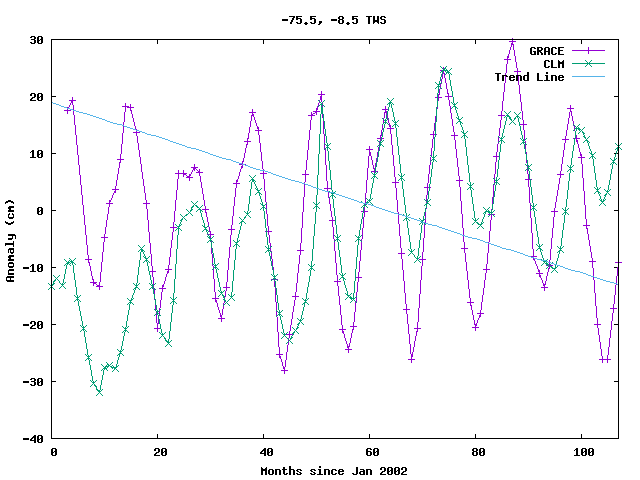 -75.5, -8.5 TWS
GRACE
CLM
Trend Line
30
20
10
0
-10
-20
-30
-40
Anomaly (cm)
0 20 40 60 80 100
Months since Jan 2002